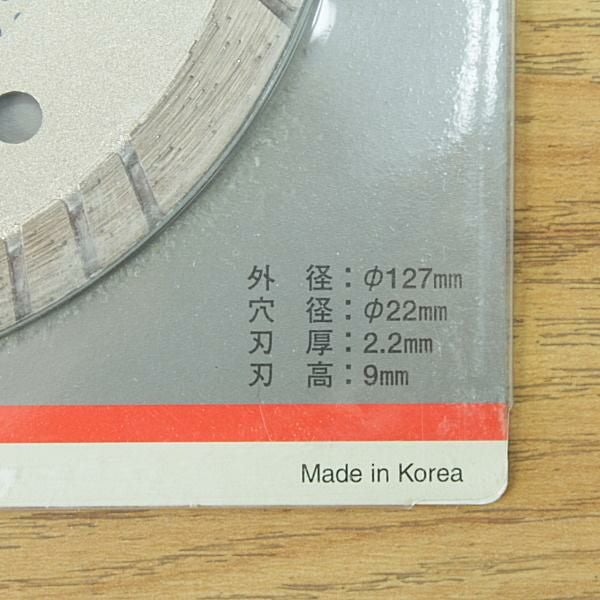 外 径：φ127㎜
穴 径：φ22㎜
刃 厚：2.2㎜
刃 高：9㎜
Made in Korea